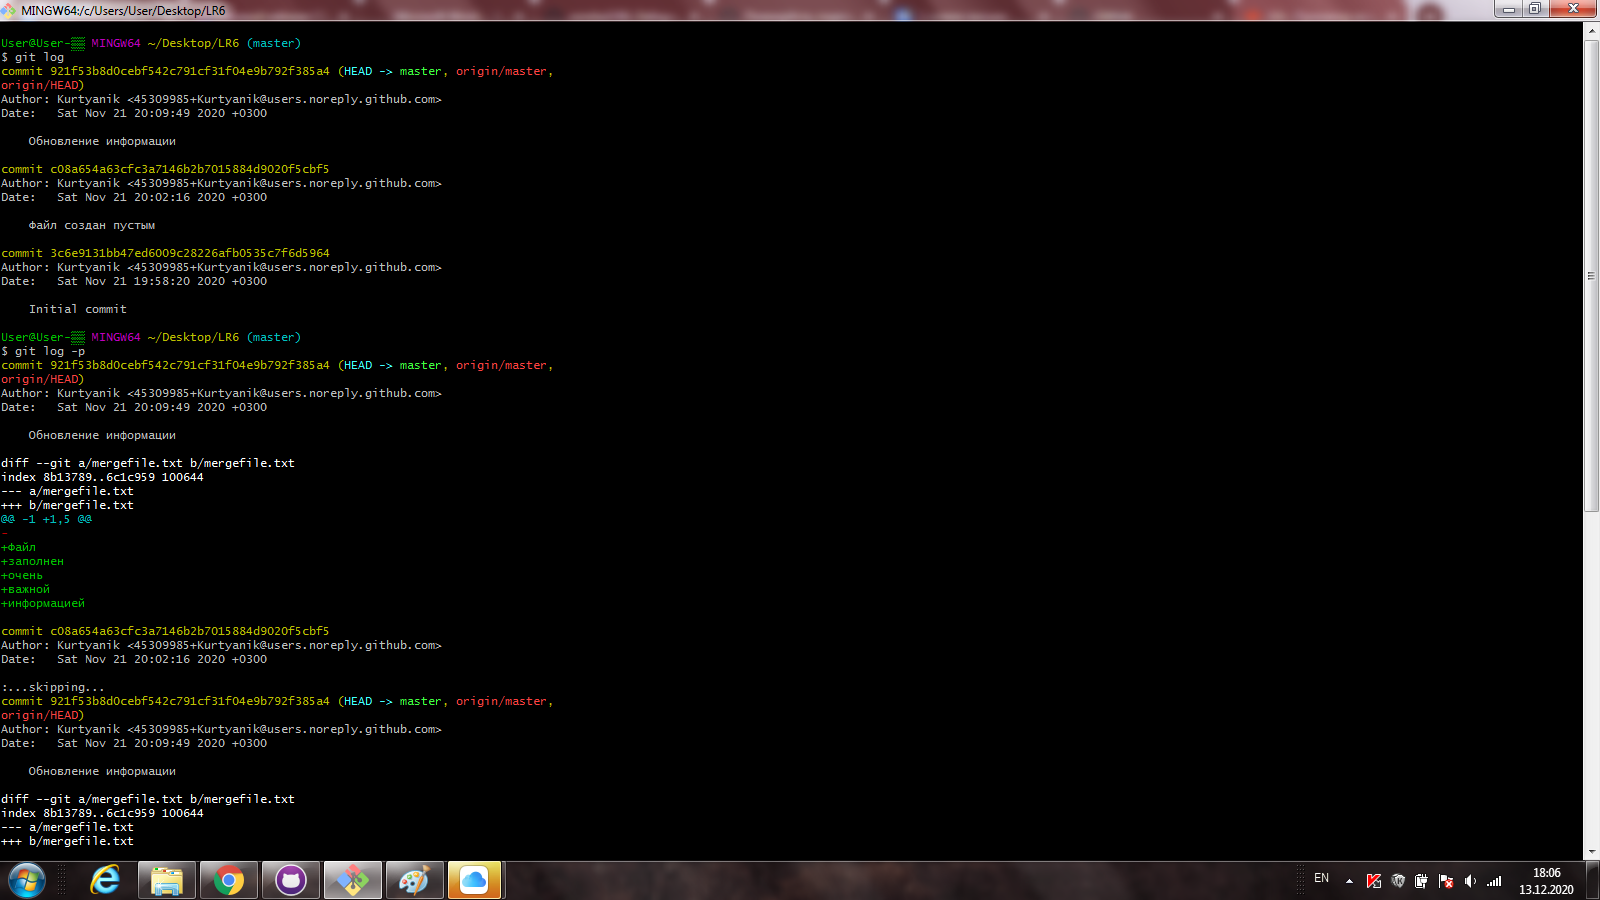 MINGW64:/c/Users/User/Desktop/LR6
User@User-▒▒ MINGW64 ~/Desktop/LR6 (master)
$ git log
commit 921f53b8d0cebf542c791cf31f04e9b792f385a4 (HEAD -> master, origin/master,
origin/HEAD)
Author: Kurtyanik <45309985+Kurtyanik@users.noreply.github.com>
Date:   Sat Nov 21 20:09:49 2020 +0300
    Обновление информации
commit c08a654a63cfc3a7146b2b7015884d9020f5cbf5
Author: Kurtyanik <45309985+Kurtyanik@users.noreply.github.com>
Date:   Sat Nov 21 20:02:16 2020 +0300
    Файл создан пустым
commit 3c6e9131bb47ed6009c28226afb0535c7f6d5964
Author: Kurtyanik <45309985+Kurtyanik@users.noreply.github.com>
Date:   Sat Nov 21 19:58:20 2020 +0300
    Initial commit
User@User-▒▒ MINGW64 ~/Desktop/LR6 (master)
$ git log -p
commit 921f53b8d0cebf542c791cf31f04e9b792f385a4 (HEAD -> master, origin/master,
origin/HEAD)
Author: Kurtyanik <45309985+Kurtyanik@users.noreply.github.com>
Date:   Sat Nov 21 20:09:49 2020 +0300
    Обновление информации
diff --git a/mergefile.txt b/mergefile.txt
index 8b13789..6c1c959 100644
--- a/mergefile.txt
+++ b/mergefile.txt
@@ -1 +1,5 @@
-
+Файл
+заполнен
+очень
+важной
+информацией
commit c08a654a63cfc3a7146b2b7015884d9020f5cbf5
Author: Kurtyanik <45309985+Kurtyanik@users.noreply.github.com>
Date:   Sat Nov 21 20:02:16 2020 +0300
:...skipping...
commit 921f53b8d0cebf542c791cf31f04e9b792f385a4 (HEAD -> master, origin/master,
origin/HEAD)
Author: Kurtyanik <45309985+Kurtyanik@users.noreply.github.com>
Date:   Sat Nov 21 20:09:49 2020 +0300
    Обновление информации
diff --git a/mergefile.txt b/mergefile.txt
index 8b13789..6c1c959 100644
--- a/mergefile.txt
+++ b/mergefile.txt
EN
18:06
13.12.2020